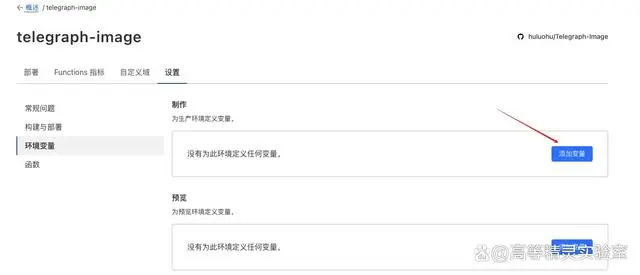 ← 概述 / telegraph-image
telegraph-image
huluohu/Telegraph-Image
部署 Functions 指标 自定义域 设置
常规问题
构建与部署
环境变量
函数
制作
为生产环境定义变量。
没有为此环境定义任何变量。
添加变量
预览
为预览环境定义变量。
没有为此环境定义任何变量。
高等精灵实验室